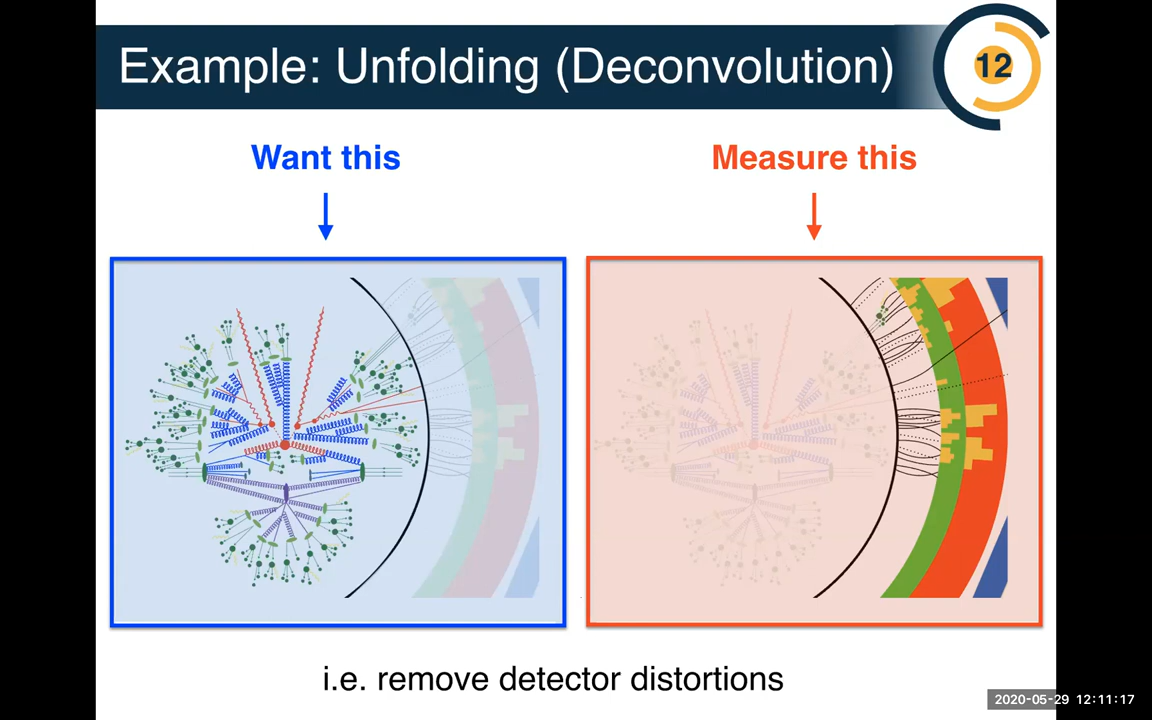 Example: Unfolding (Deconvolution)
12
Want this
Measure this
i.e. remove detector distortions
2020-05-29 12:11:17